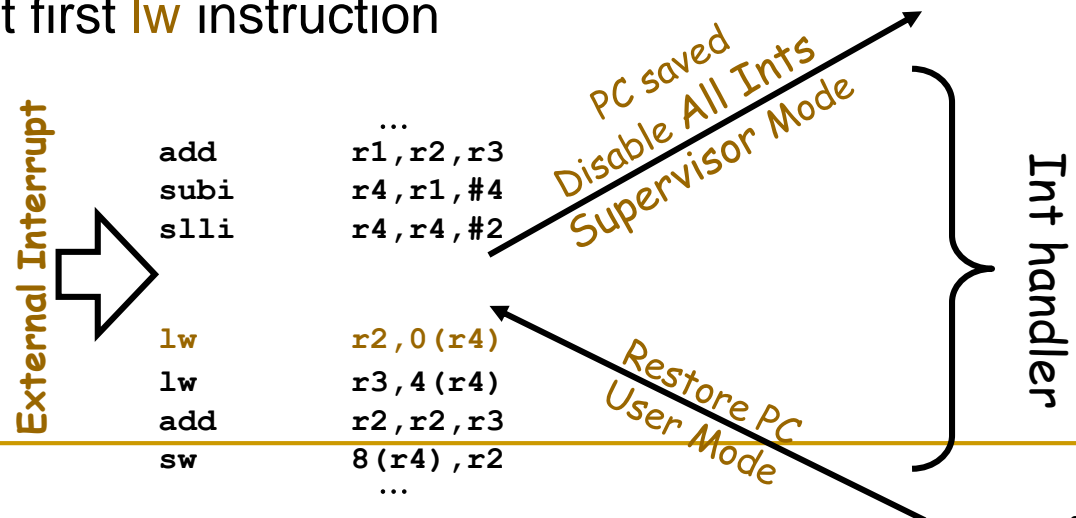 t first lw instruction
External Interrupt
...
add r1,r2,r3
subi r4,r1,#4
slli r4,r4,#2
lw r2,0(r4)
lw r3,4(r4)
add r2,r2,r3
sw 8(r4),r2
...
PC saved
Disable All Ints
Supervisor Mode
Restore PC
User Mode
Int handler